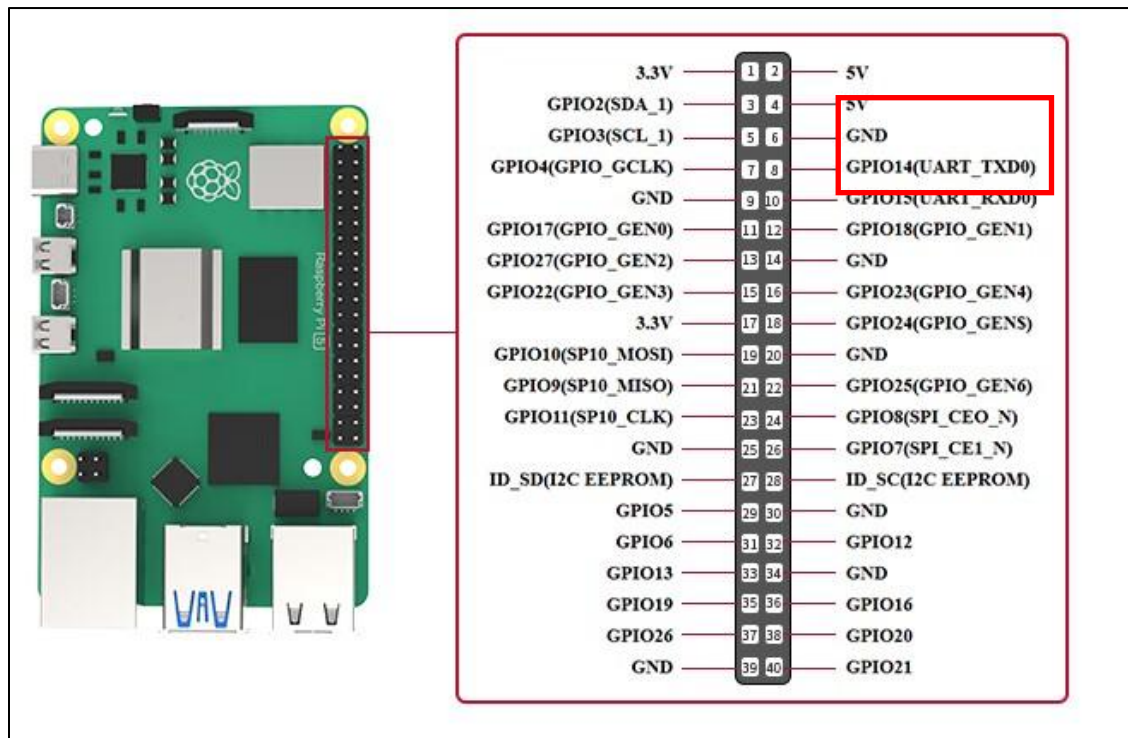 3.3V 1 2 5V
GPIO2(SDA_1) 3 4 5V
GPIO3(SCL_1) 5 6 GND
GPIO4(GPIO_GCLK) 7 8 GPIO14(UART_TXD0)
GND 9 10 GPIO15(UART_RXD0)
GPIO17(GPIO_GEN0) 11 12 GPIO18(GPIO_GEN1)
GPIO27(GPIO_GEN2) 13 14 GND
GPIO22(GPIO_GEN3) 15 16 GPIO23(GPIO_GEN4)
3.3V 17 18 GPIO24(GPIO_GENS)
GPIO10(SP10_MOSI) 19 20 GND
GPIO9(SP10_MISO) 21 22 GPIO25(GPIO_GEN6)
GPIO11(SP10_CLK) 23 24 GPIO8(SPI_CEO_N)
GND 25 26 GPIO7(SPI_CE1_N)
ID_SD(I2C EEPROM) 27 28 ID_SC(I2C EEPROM)
GPIO5 29 30 GND
GPIO6 31 32 GPIO12
GPIO13 33 34 GND
GPIO19 35 36 GPIO16
GPIO26 37 38 GPIO20
GND 39 40 GPIO21
Raspberry Pi 5